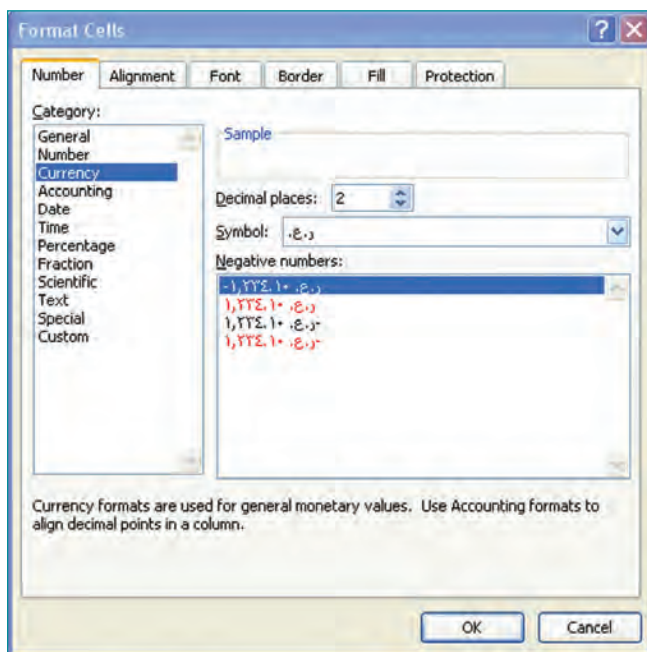 Format Cells
Number Alignment Font Border Fill Protection
Category:
General
Number
Currency
Accounting
Date
Time
Percentage
Fraction
Scientific
Text
Special
Custom
Sample
Decimal places: 2
Symbol: ر.ع.
Negative numbers:
ر.ع. ١,٢٣٤.١٠-
ر.ع. ١,٢٣٤.١٠
-ر.ع. ١,٢٣٤.١٠
-ر.ع. ١,٢٣٤.١٠
Currency formats are used for general monetary values. Use Accounting formats to
align decimal points in a column.
OK Cancel